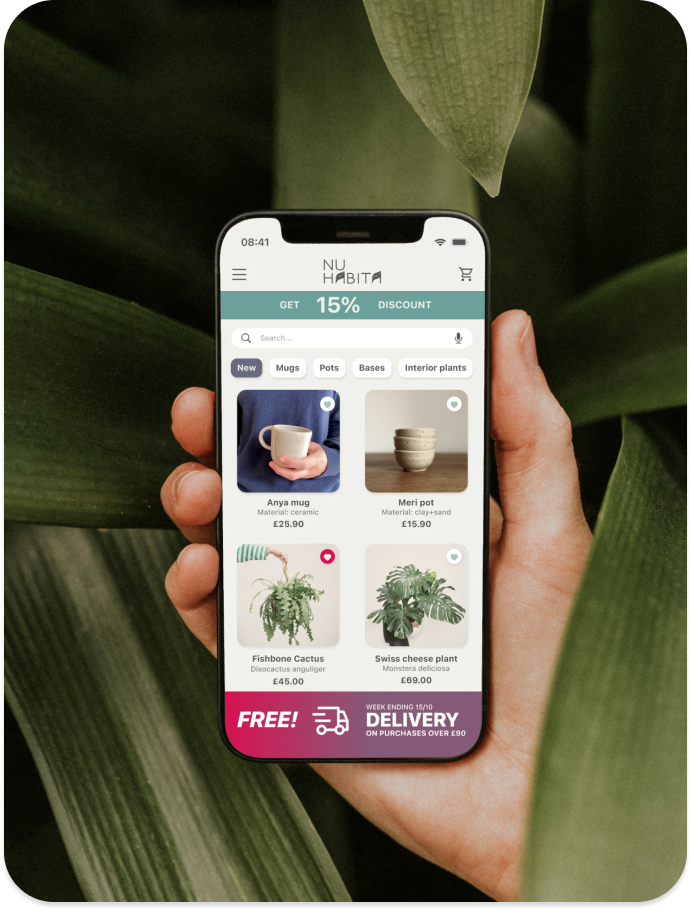 08:41
NU
HABITA
GET 15% DISCOUNT
Search...
New Mugs Pots Bases Interior plants
Anya mug
Material: ceramic
£25.90
Meri pot
Material: clay+sand
£15.90
Fishbone Cactus
Disocactus anguliger
£45.00
Swiss cheese plant
Monstera deliciosa
£69.00
FREE!
WEEK ENDING 15/10
DELIVERY
ON PURCHASES OVER £90